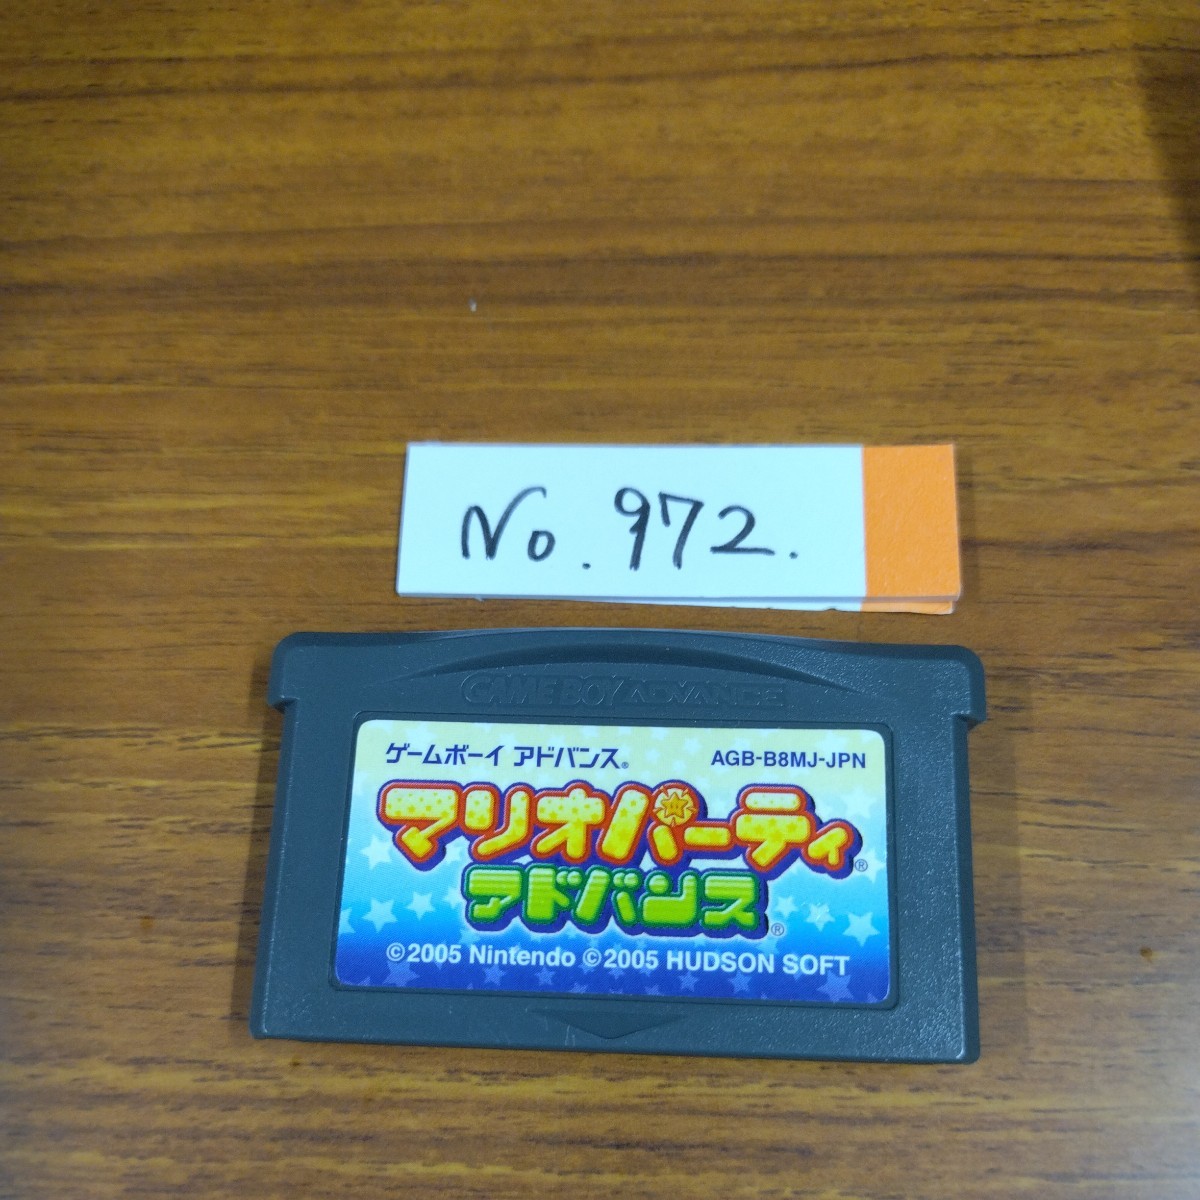 No. 972.
GAME BOY ADVANCE
ゲームボーイ アドバンス® AGB-B8MJ-JPN
マリオパーティ®
アドバンス®
©2005 Nintendo ©2005 HUDSON SOFT